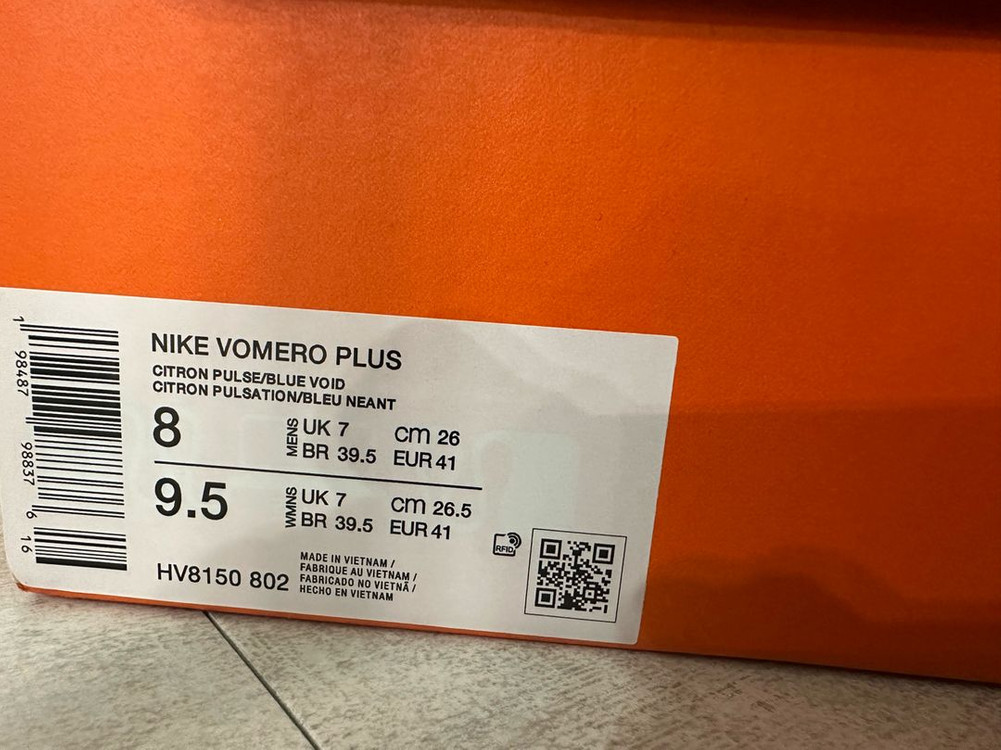 NIKE VOMERO PLUS
CITRON PULSE/BLUE VOID
CITRON PULSATION/BLEU NEANT
8 MENS UK 7 cm 26
BR 39.5 EUR 41
9.5 WMNS UK 7 cm 26.5
BR 39.5 EUR 41
HV8150 802
MADE IN VIETNAM /
FABRIQUE AU VIETNAM /
FABRICADO NO VIETNÃ /
HECHO EN VIETNAM
RFID
1 98487 98837 6 16